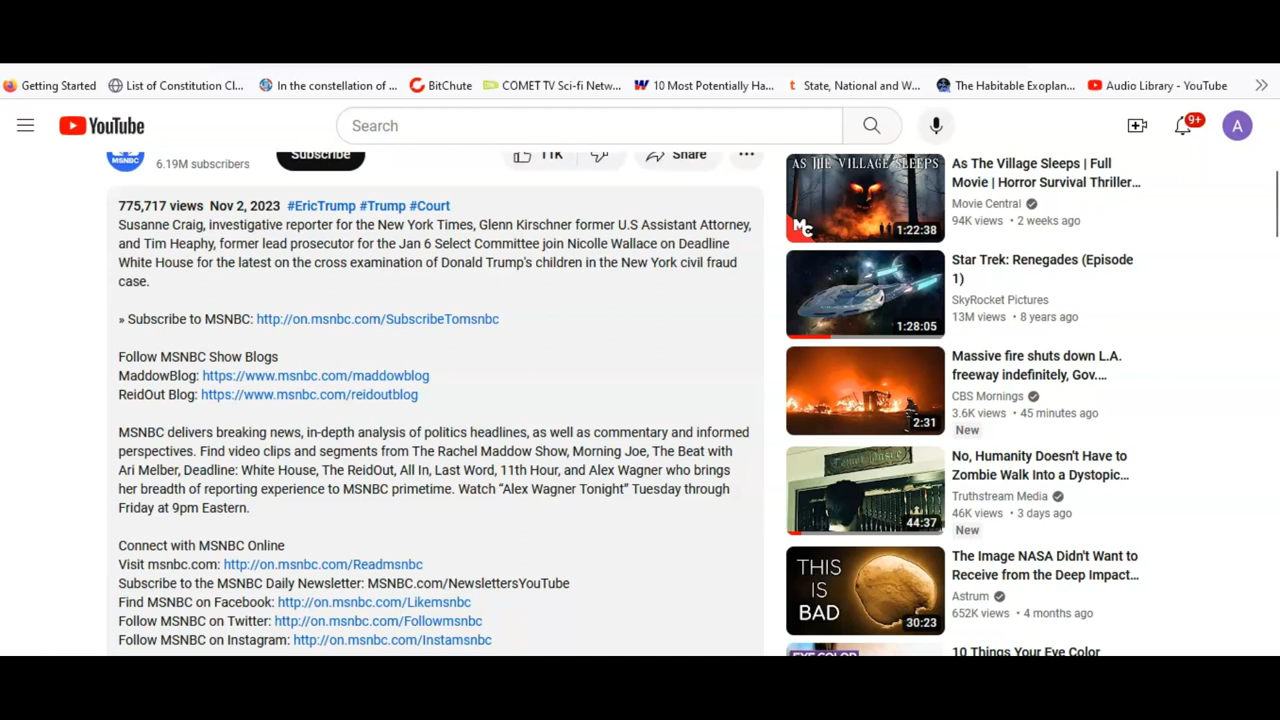 Getting Started List of Constitution Cl... In the constellation of ... BitChute COMET TV Sci-fi Netw... 10 Most Potentially Ha... State, National and W... The Habitable Exoplan... Audio Library - YouTube
YouTube
Search
9+
A
MSNBC
6.19M subscribers
Subscribe
11K
Share
775,717 views Nov 2, 2023 #EricTrump #Trump #Court
Susanne Craig, investigative reporter for the New York Times, Glenn Kirschner former U.S Assistant Attorney,
and Tim Heaphy, former lead prosecutor for the Jan 6 Select Committee join Nicolle Wallace on Deadline
White House for the latest on the cross examination of Donald Trump's children in the New York civil fraud
case.
» Subscribe to MSNBC: http://on.msnbc.com/SubscribeTomsnbc
Follow MSNBC Show Blogs
MaddowBlog: https://www.msnbc.com/maddowblog
ReidOut Blog: https://www.msnbc.com/reidoutblog
MSNBC delivers breaking news, in-depth analysis of politics headlines, as well as commentary and informed
perspectives. Find video clips and segments from The Rachel Maddow Show, Morning Joe, The Beat with
Ari Melber, Deadline: White House, The ReidOut, All In, Last Word, 11th Hour, and Alex Wagner who brings
her breadth of reporting experience to MSNBC primetime. Watch “Alex Wagner Tonight” Tuesday through
Friday at 9pm Eastern.
Connect with MSNBC Online
Visit msnbc.com: http://on.msnbc.com/Readmsnbc
Subscribe to the MSNBC Daily Newsletter: MSNBC.com/NewslettersYouTube
Find MSNBC on Facebook: http://on.msnbc.com/Likemsnbc
Follow MSNBC on Twitter: http://on.msnbc.com/Followmsnbc
Follow MSNBC on Instagram: http://on.msnbc.com/Instamsnbc
AS THE VILLAGE SLEEPS
MC
1:22:38
As The Village Sleeps | Full
Movie | Horror Survival Thriller...
Movie Central
94K views • 2 weeks ago
1:28:05
Star Trek: Renegades (Episode
1)
SkyRocket Pictures
13M views • 8 years ago
2:31
Massive fire shuts down L.A.
freeway indefinitely, Gov....
CBS Mornings
3.6K views • 45 minutes ago
New
44:37
No, Humanity Doesn't Have to
Zombie Walk Into a Dystopic...
Truthstream Media
46K views • 3 days ago
New
THIS
IS
BAD
30:23
The Image NASA Didn't Want to
Receive from the Deep Impact...
Astrum
652K views • 4 months ago
EYE COLOR
10 Things Your Eye Color